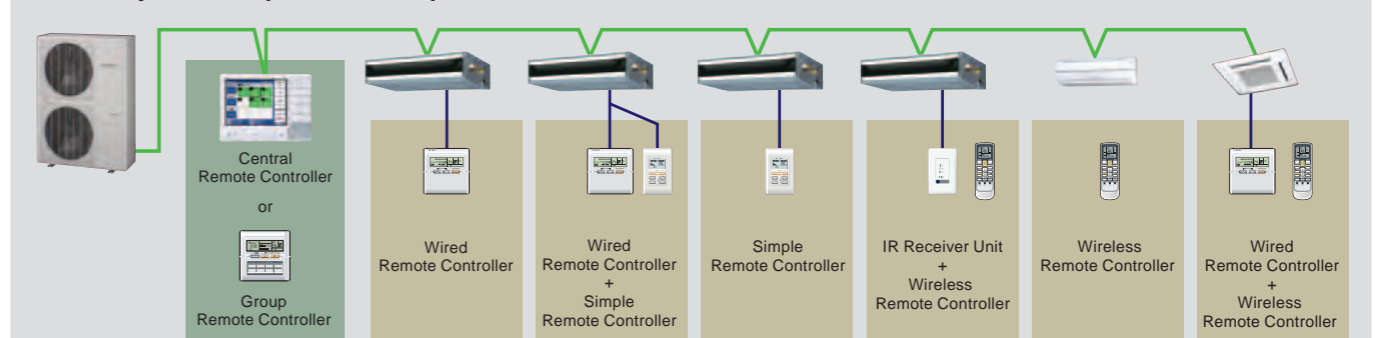 Central
Remote Controller
or
Group
Remote Controller
Wired
Remote Controller
Wired
Remote Controller
+
Simple
Remote Controller
Simple
Remote Controller
IR Receiver Unit
+
Wireless
Remote Controller
Wireless
Remote Controller
Wired
Remote Controller
+
Wireless
Remote Controller